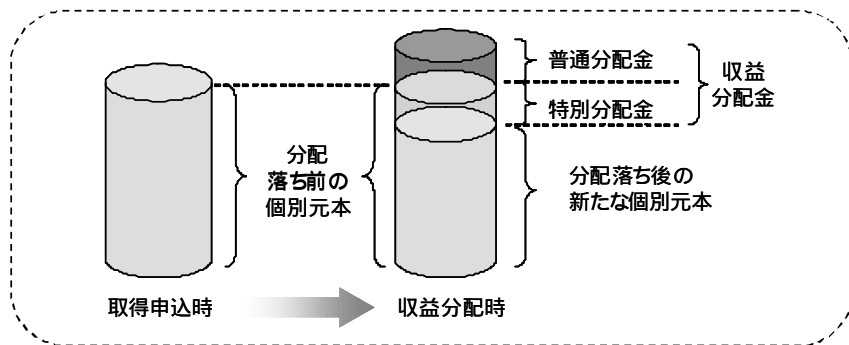 普通分配金
特別分配金
収益
分配金
分配
落ち前の
個別元本
分配落ち後の
新たな個別元本
取得申込時
収益分配時